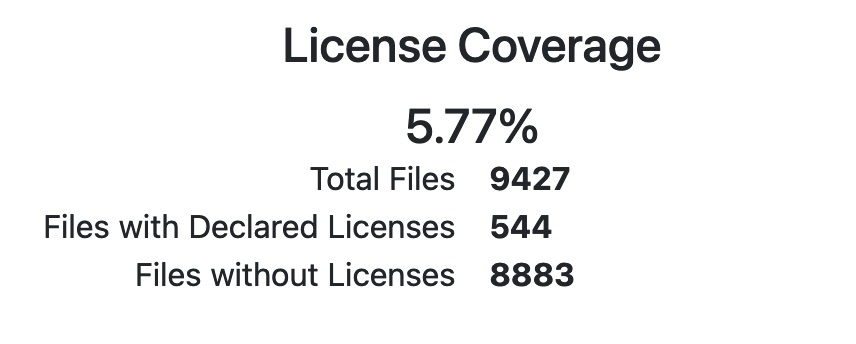 License Coverage
5.77%
Total Files 9427
Files with Declared Licenses 544
Files without Licenses 8883